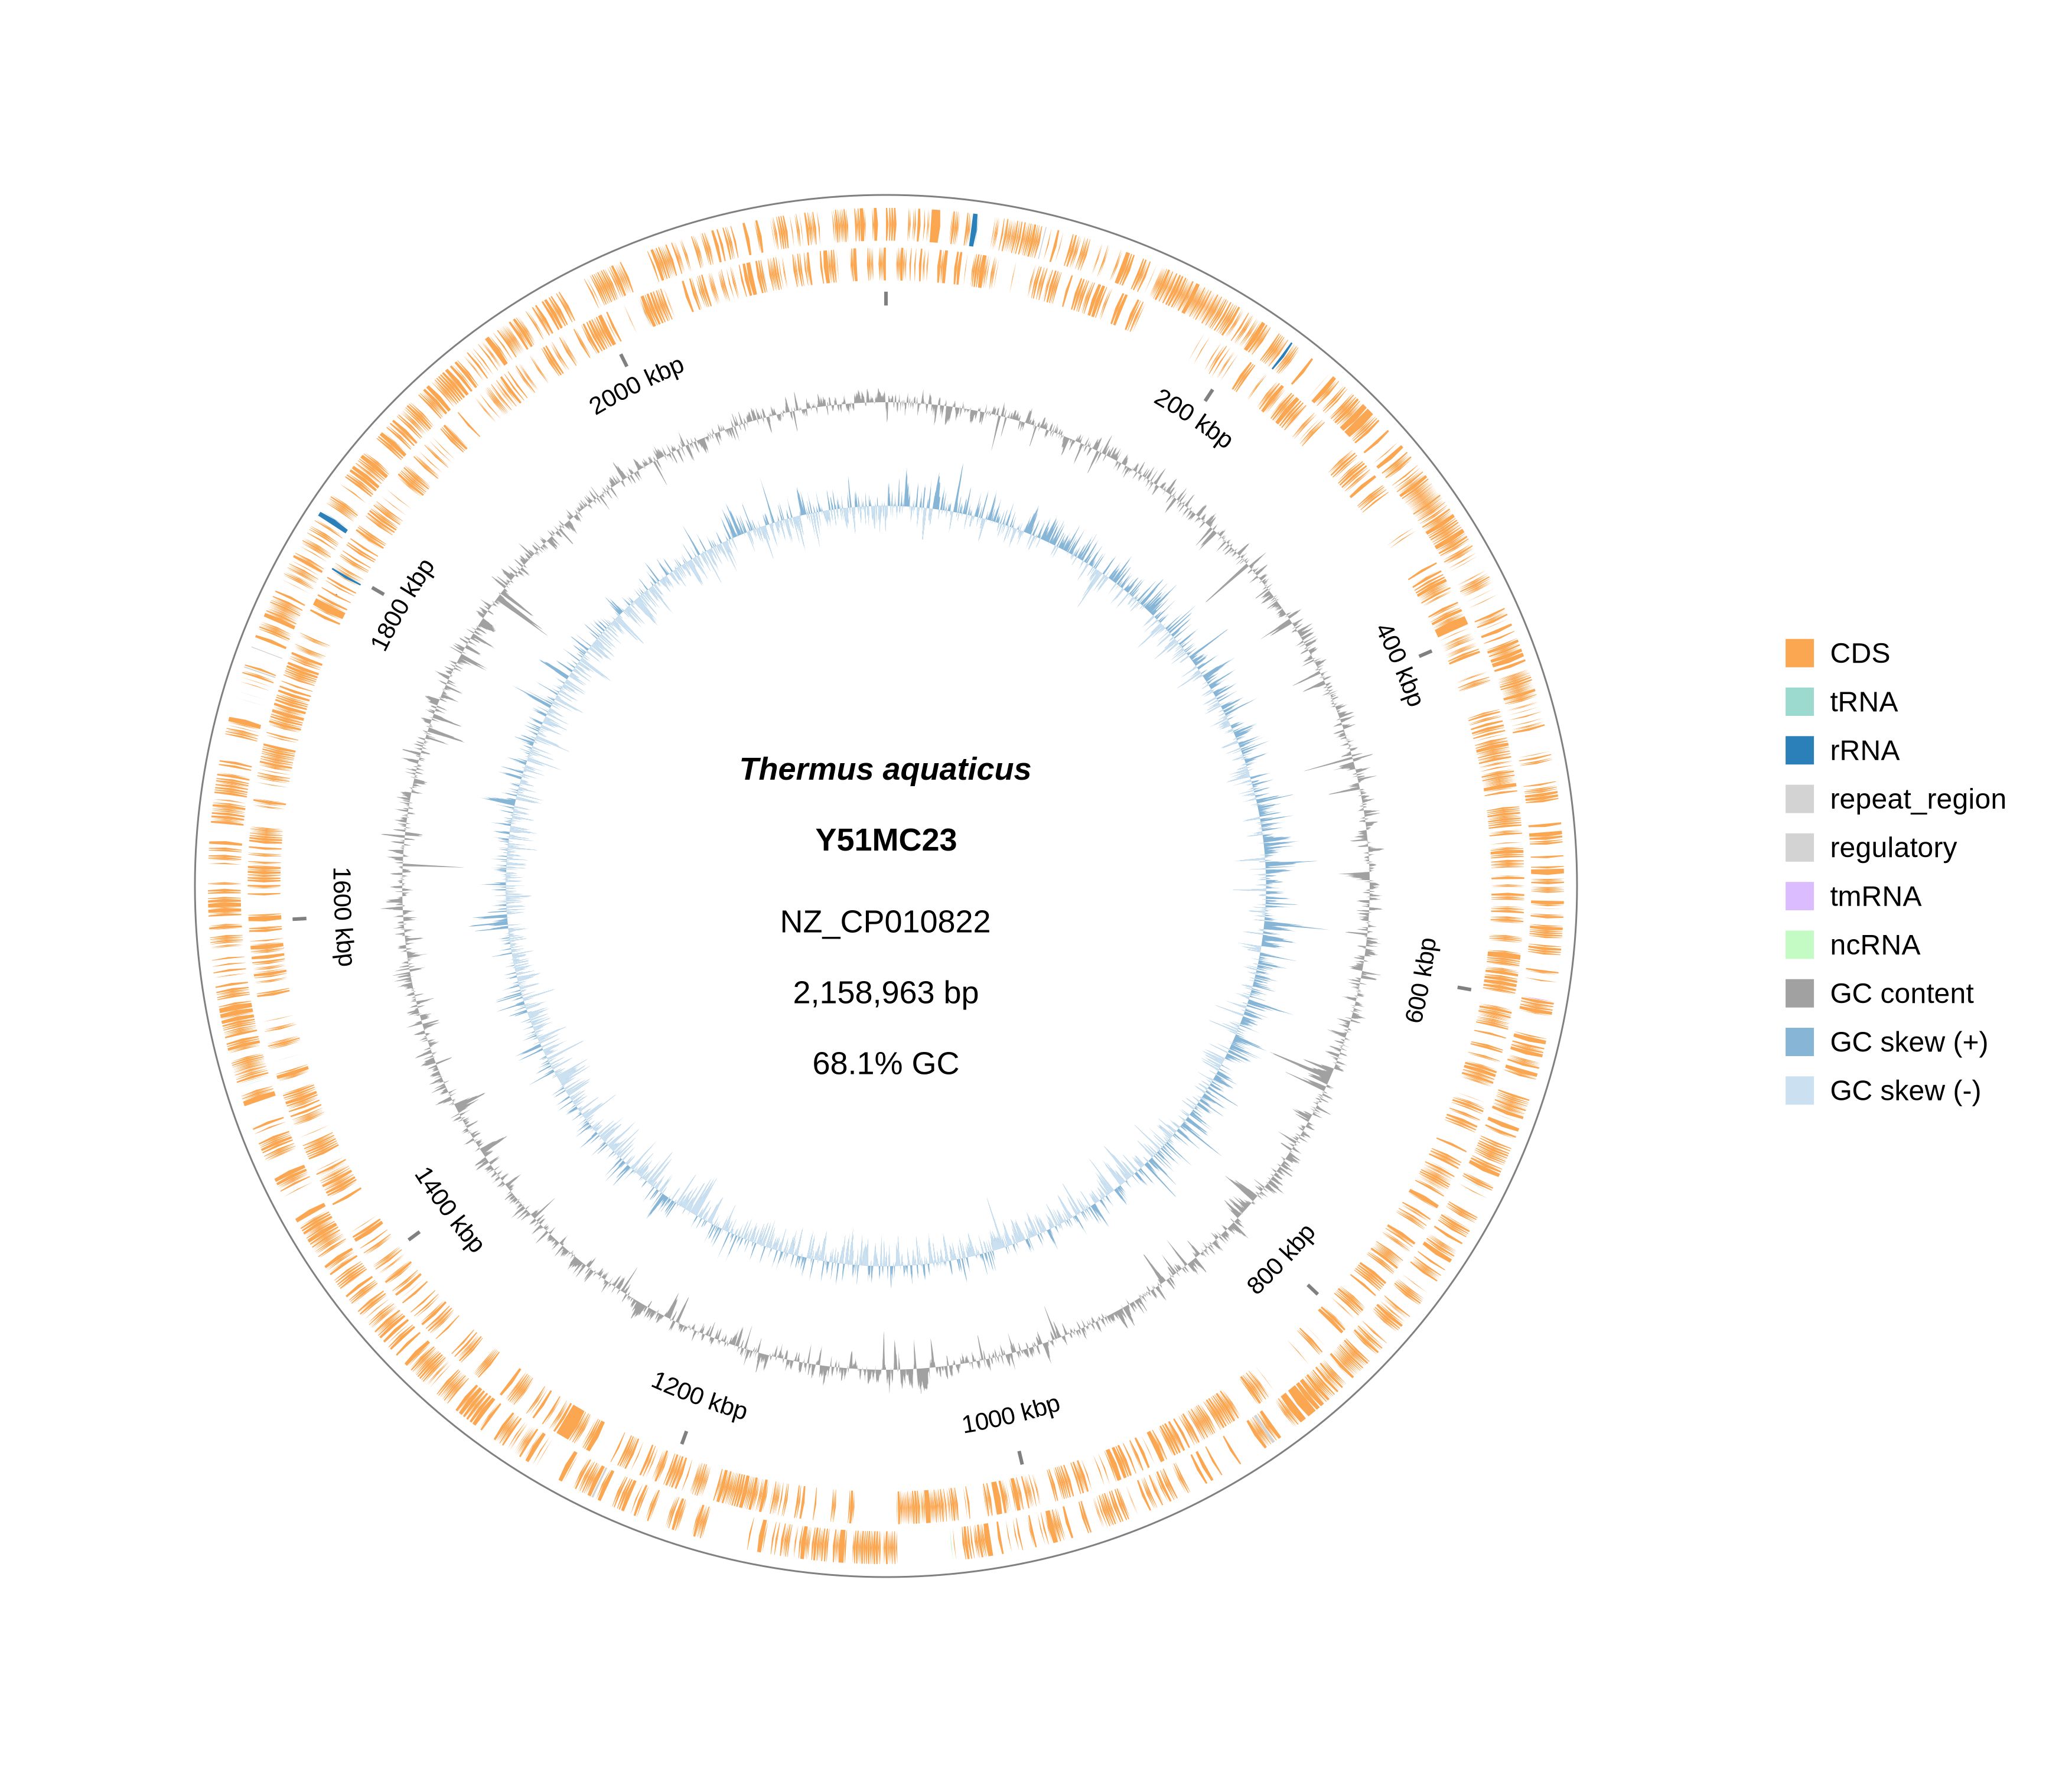 200 kbp
400 kbp
600 kbp
800 kbp
1000 kbp
1200 kbp
1400 kbp
1600 kbp
1800 kbp
2000 kbp
Thermus aquaticus
Y51MC23
NZ_CP010822
2,158,963 bp
68.1% GC
CDS
tRNA
rRNA
repeat_region
regulatory
tmRNA
ncRNA
GC content
GC skew (+)
GC skew (-)